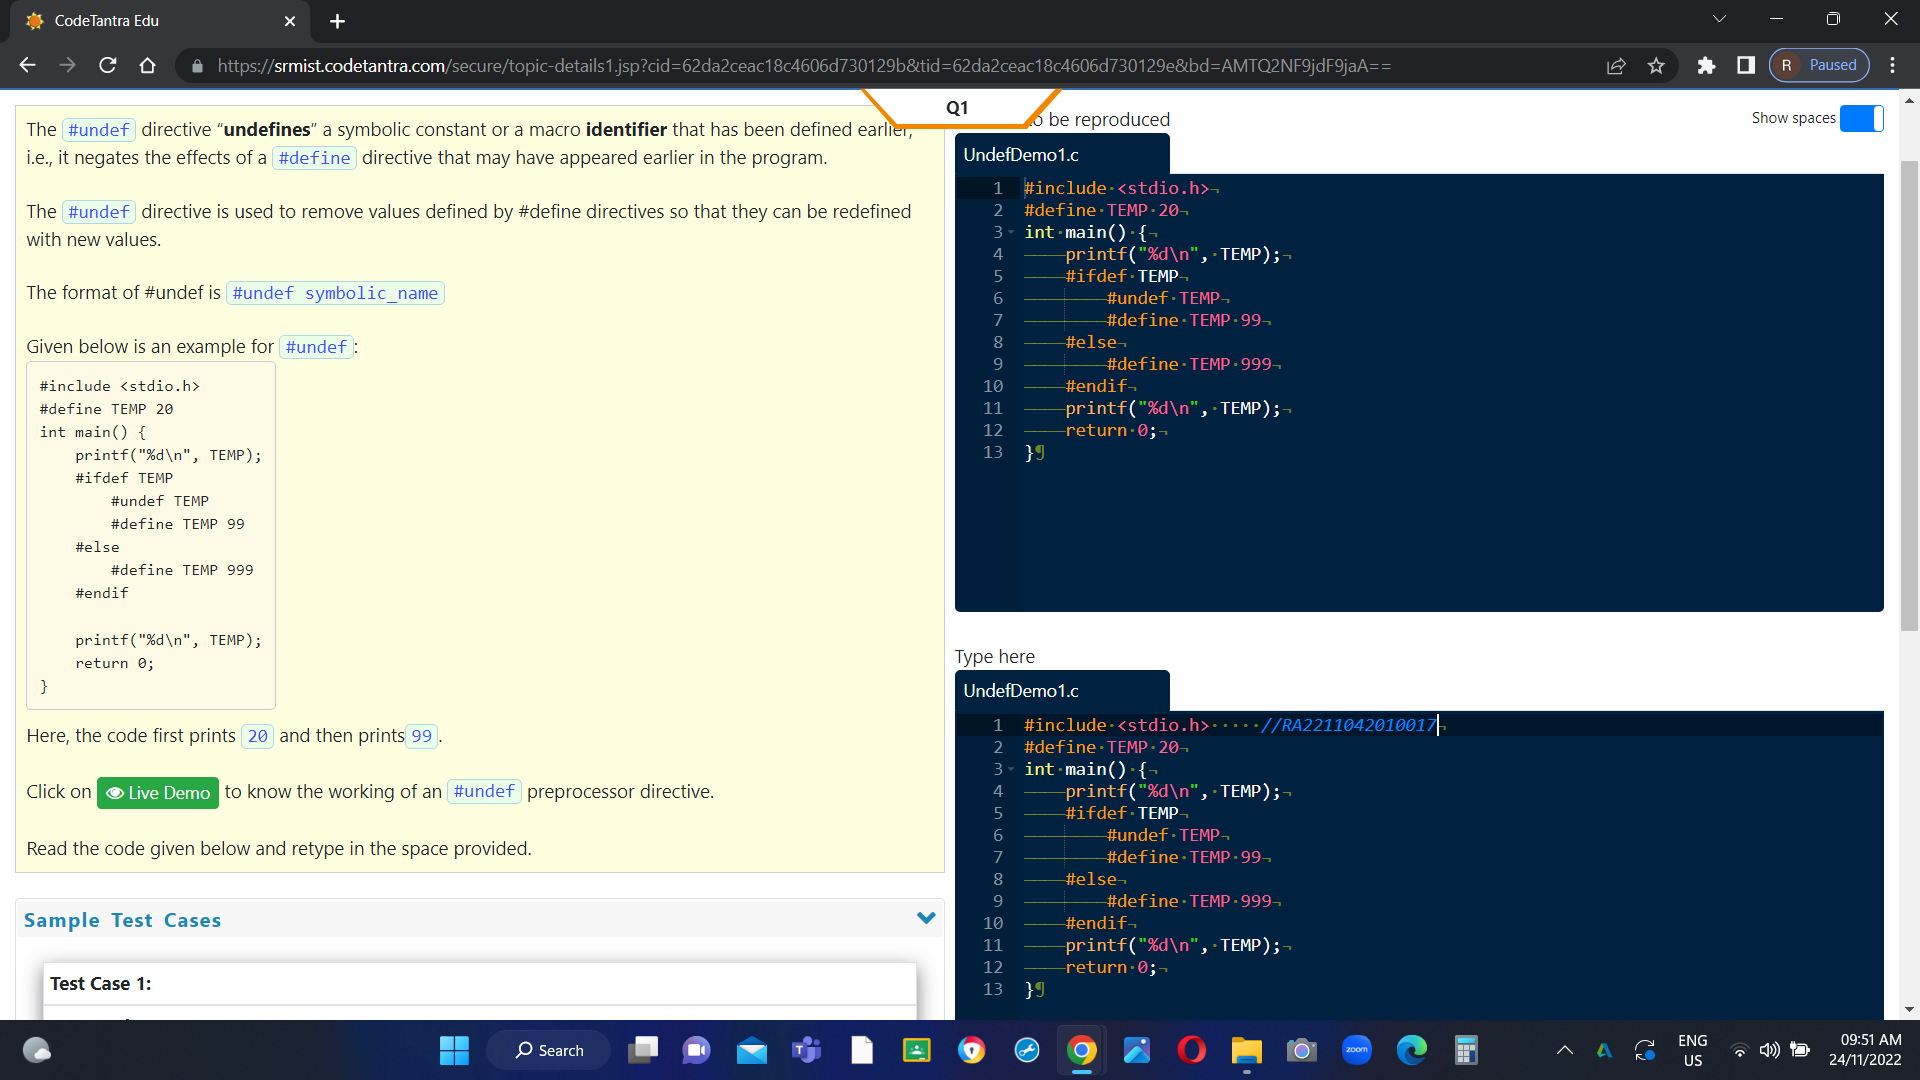 CodeTantra Edu
https://srmist.codetantra.com/secure/topic-details1.jsp?cid=62da2ceac18c4606d730129b&tid=62da2ceac18c4606d730129e&bd=AMTQ2NF9jdF9jaA==
R Paused
Q1
The #undef directive “undefines” a symbolic constant or a macro identifier that has been defined earlier,
i.e., it negates the effects of a #define directive that may have appeared earlier in the program.
The #undef directive is used to remove values defined by #define directives so that they can be redefined
with new values.
The format of #undef is #undef symbolic_name
Given below is an example for #undef:
#include <stdio.h>
#define TEMP 20
int main() {
    printf("%d\n", TEMP);
    #ifdef TEMP
        #undef TEMP
        #define TEMP 99
    #else
        #define TEMP 999
    #endif
    printf("%d\n", TEMP);
    return 0;
}
Here, the code first prints 20 and then prints 99.
Click on Live Demo to know the working of an #undef preprocessor directive.
Read the code given below and retype in the space provided.
Sample Test Cases
Test Case 1:
to be reproduced
Show spaces
UndefDemo1.c
1 #include <stdio.h>
2 #define TEMP 20
3 int main() {
4     printf("%d\n", TEMP);
5     #ifdef TEMP
6         #undef TEMP
7         #define TEMP 99
8     #else
9         #define TEMP 999
10     #endif
11     printf("%d\n", TEMP);
12     return 0;
13 }
Type here
UndefDemo1.c
1 #include <stdio.h>     //RA2211042010017
2 #define TEMP 20
3 int main() {
4     printf("%d\n", TEMP);
5     #ifdef TEMP
6         #undef TEMP
7         #define TEMP 99
8     #else
9         #define TEMP 999
10     #endif
11     printf("%d\n", TEMP);
12     return 0;
13 }
Search
zoom
ENG
US
09:51 AM
24/11/2022